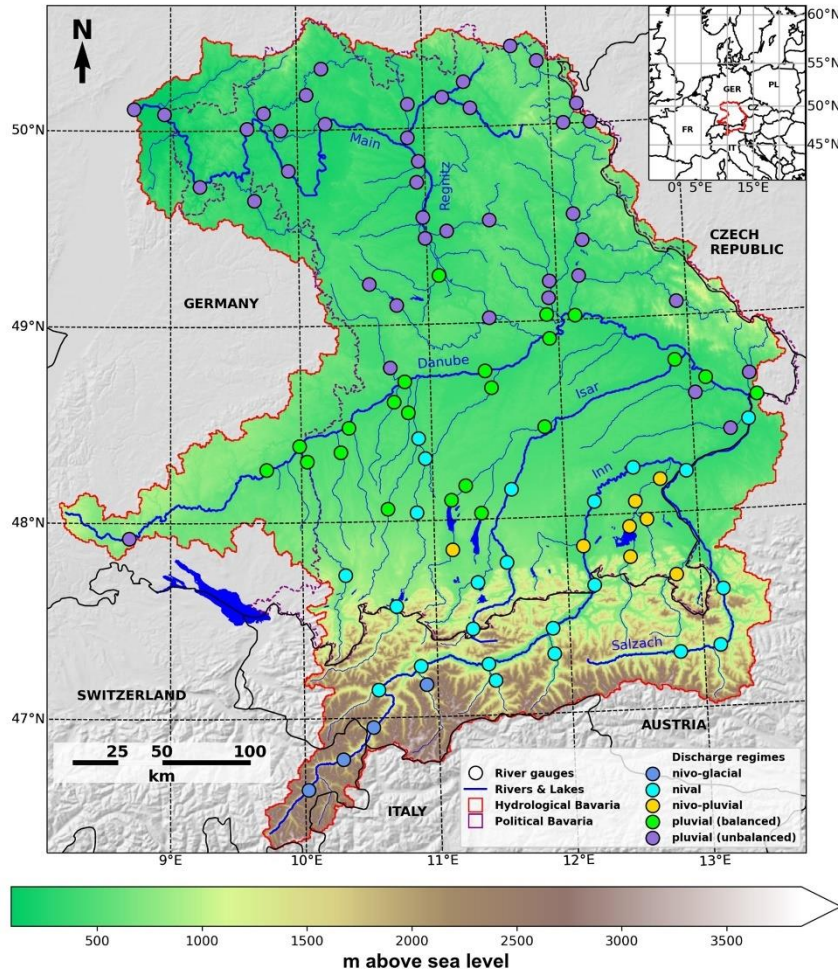 N
60°N
GER
PL
50°N
CZ
FR
45°N
IT
0° 5°E 15°E
50°N
Main
Regnitz
CZECH
REPUBLIC
GERMANY
49°N
Danube
Isar
Inn
48°N
Salzach
SWITZERLAND
47°N
AUSTRIA
25 50 100
km
ITALY
River gauges
Rivers & Lakes
Hydrological Bavaria
Political Bavaria
Discharge regimes
nivo-glacial
nival
nivo-pluvial
pluvial (balanced)
pluvial (unbalanced)
9°E 10°E 11°E 12°E 13°E
500 1000 1500 2000 2500 3000 3500
m above sea level